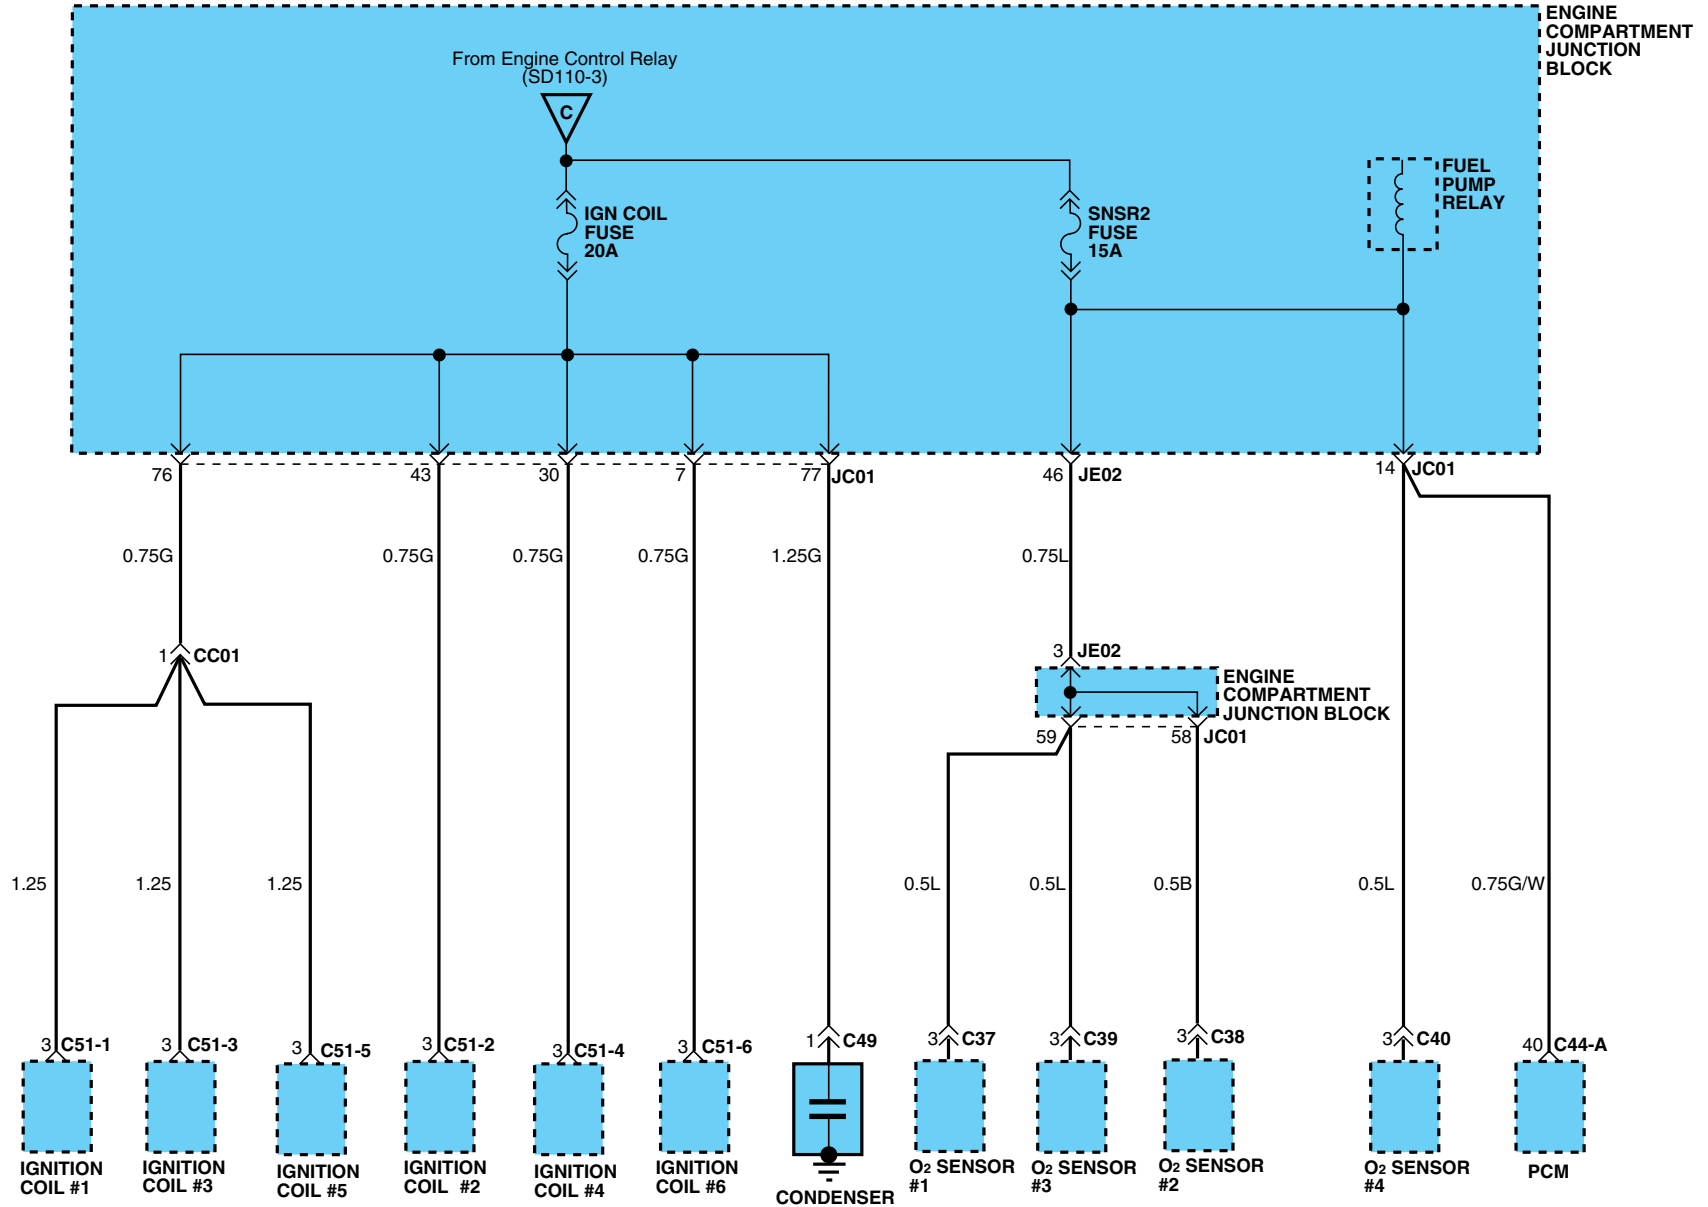 ENGINE
COMPARTMENT
JUNCTION
BLOCK
From Engine Control Relay
(SD110-3)
C
IGN COIL
FUSE
20A
SNSR2
FUSE
15A
FUEL
PUMP
RELAY
76
43
30
7
77
JC01
46
JE02
14
JC01
0.75G
0.75G
0.75G
0.75G
1.25G
0.75L
1
CC01
3
JE02
ENGINE
COMPARTMENT
JUNCTION BLOCK
59
58
JC01
1.25
1.25
1.25
0.5L
0.5L
0.5B
0.5L
0.75G/W
3 C51-1
3 C51-3
3 C51-5
3 C51-2
3 C51-4
3 C51-6
1 C49
3 C37
3 C39
3 C38
3 C40
40 C44-A
IGNITION
COIL #1
IGNITION
COIL #3
IGNITION
COIL #5
IGNITION
COIL #2
IGNITION
COIL #4
IGNITION
COIL #6
CONDENSER
O2 SENSOR
#1
O2 SENSOR
#3
O2 SENSOR
#2
O2 SENSOR
#4
PCM